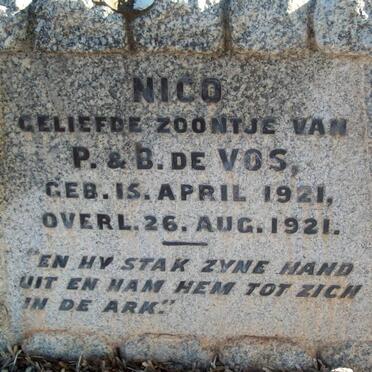 NICO
GELIEFDE ZOONTJE VAN
P. & B. DE VOS,
GEB. 15. APRIL 1921,
OVERL. 26. AUG. 1921.
"EN HY STAK ZYNE HAND
UIT EN NAM HEM TOT ZICH
IN DE ARK."